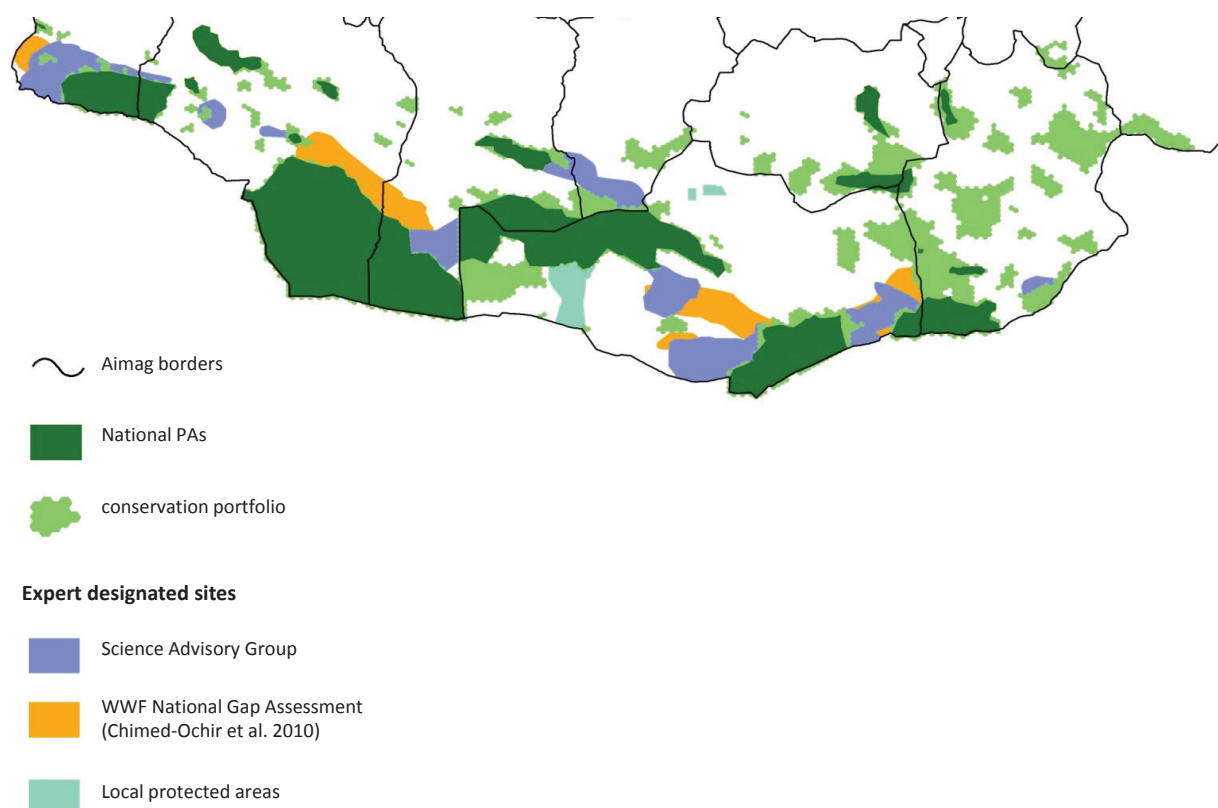 Aimag borders
National PAs
conservation portfolio
Expert designated sites
Science Advisory Group
WWF National Gap Assessment
(Chimed-Ochir et al. 2010)
Local protected areas